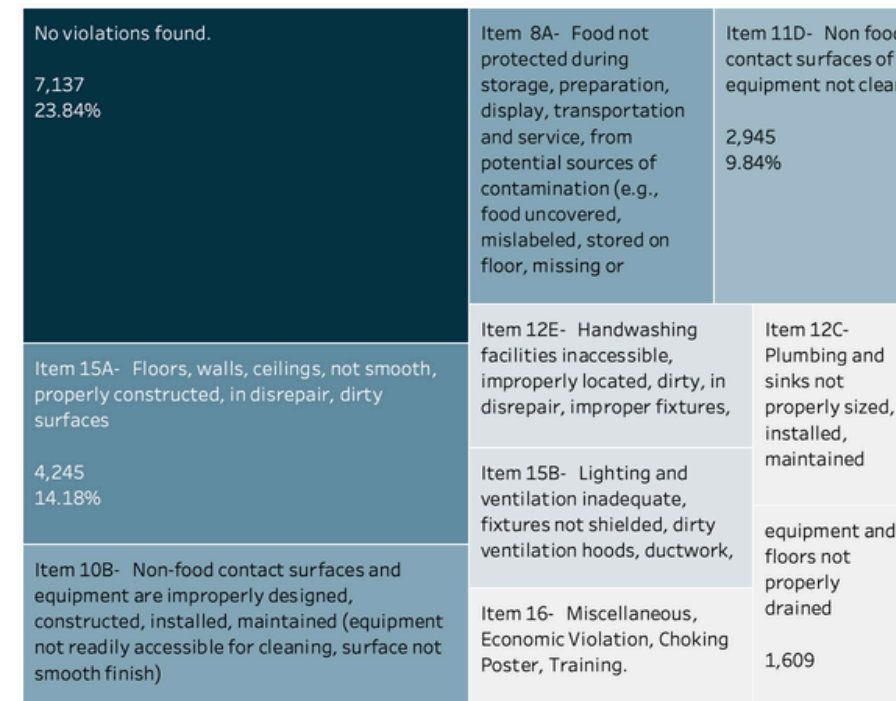 No violations found.
7,137
23.84%
Item 15A- Floors, walls, ceilings, not smooth,
properly constructed, in disrepair, dirty
surfaces
4,245
14.18%
Item 10B- Non-food contact surfaces and
equipment are improperly designed,
constructed, installed, maintained (equipment
not readily accessible for cleaning, surface not
smooth finish)
Item 8A- Food not
protected during
storage, preparation,
display, transportation
and service, from
potential sources of
contamination (e.g.,
food uncovered,
mislabeled, stored on
floor, missing or
Item 11D- Non
contact surfaces of
equipment not
2,945
9.84%
Item 12E- Handwashing
facilities inaccessible,
improperly located, dirty, in
disrepair, improper fixtures,
Item 15B- Lighting and
ventilation inadequate,
fixtures not shielded, dirty
ventilation hoods, ductwork,
Item 16- Miscellaneous,
Economic Violation, Choking
Poster, Training.
Item 12C-
Plumbing and
sinks not
properly sized,
installed,
maintained
equipment and
floors not
properly
drained
1,609